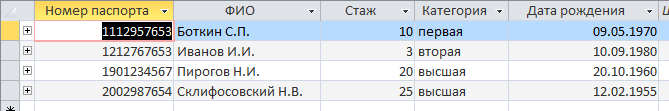 Номер паспорта ФИО Стаж Категория Дата рождения
1112957653 Боткин С.П. 10 первая 09.05.1970
1212767653 Иванов И.И. 3 вторая 10.09.1980
1901234567 Пирогов Н.И. 20 высшая 20.10.1960
2002987654 Склифосовский Н.В. 25 высшая 12.02.1955